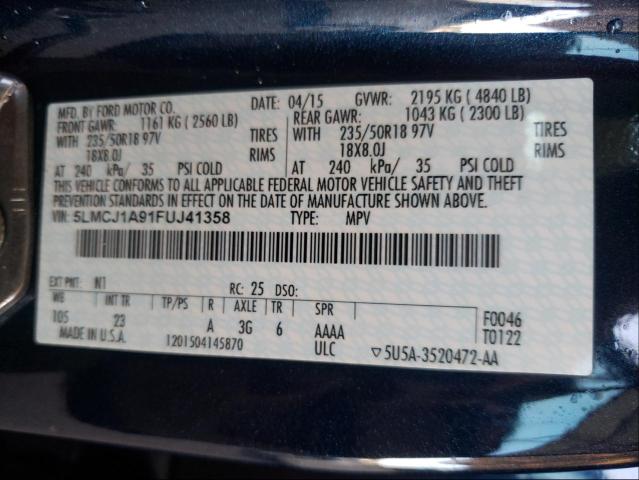 MFD. BY FORD MOTOR CO.
DATE: 04/15 GVWR: 2195 KG ( 4840 LB)
FRONT GAWR: 1161 KG ( 2560 LB) REAR GAWR: 1043 KG ( 2300 LB)
WITH 235/50R18 97V TIRES WITH 235/50R18 97V TIRES
18X8.0J RIMS 18X8.0J RIMS
AT 240 kPa/ 35 PSI COLD AT 240 kPa/ 35 PSI COLD
THIS VEHICLE CONFORMS TO ALL APPLICABLE FEDERAL MOTOR VEHICLE SAFETY AND THEFT
PREVENTION STANDARDS IN EFFECT ON THE DATE OF MANUFACTURE SHOWN ABOVE.
VIN: 5LMCJ1A91FUJ41358 TYPE: MPV
EXT PNT: N1 RC: 25 DSO:
WB INT TR TP/PS R AXLE TR SPR
105 23 A 3G 6 AAAA F0046
MADE IN U.S.A. 1201504145870 ULC T0122
▽5U5A-3520472-AA